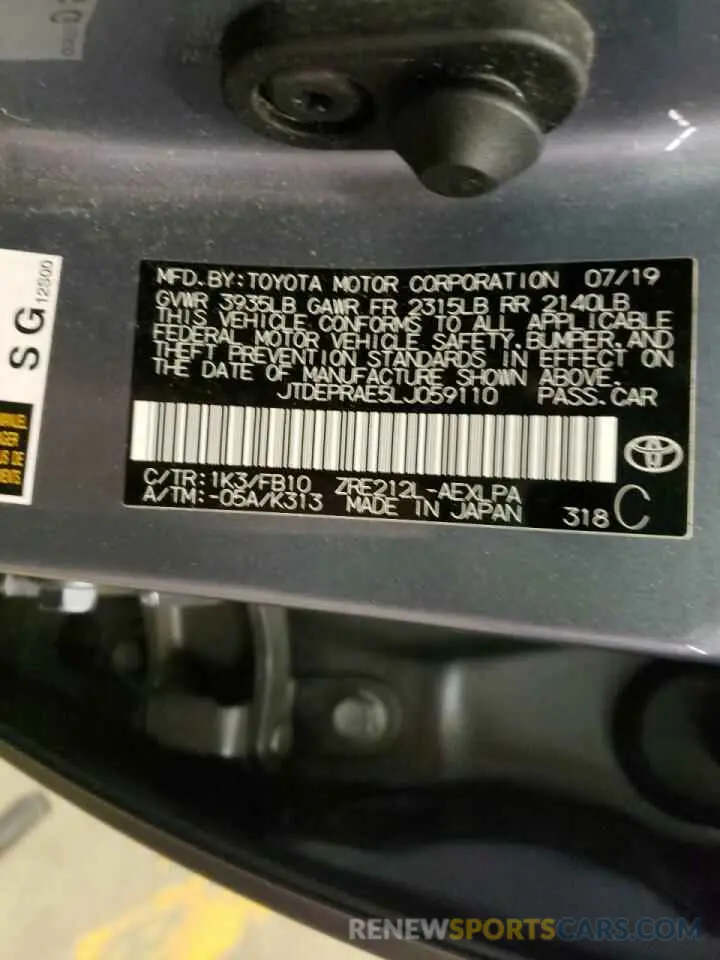 MFD. BY: TOYOTA MOTOR CORPORATION 07/19
GVWR 3935LB GAWR FR 2315LB RR 2140LB
THIS VEHICLE CONFORMS TO ALL APPLICABLE
FEDERAL MOTOR VEHICLE SAFETY, BUMPER, AND
THEFT PREVENTION STANDARDS IN EFFECT ON
THE DATE OF MANUFACTURE SHOWN ABOVE.
JTDEPRAE5LJ059110 PASS. CAR
C/TR: 1K3/FB10 ZRE212L-AEXLPA
A/TM: -05A/K313 MADE IN JAPAN 318 C
SG 12S00
RENEWSPORTSCARS.COM